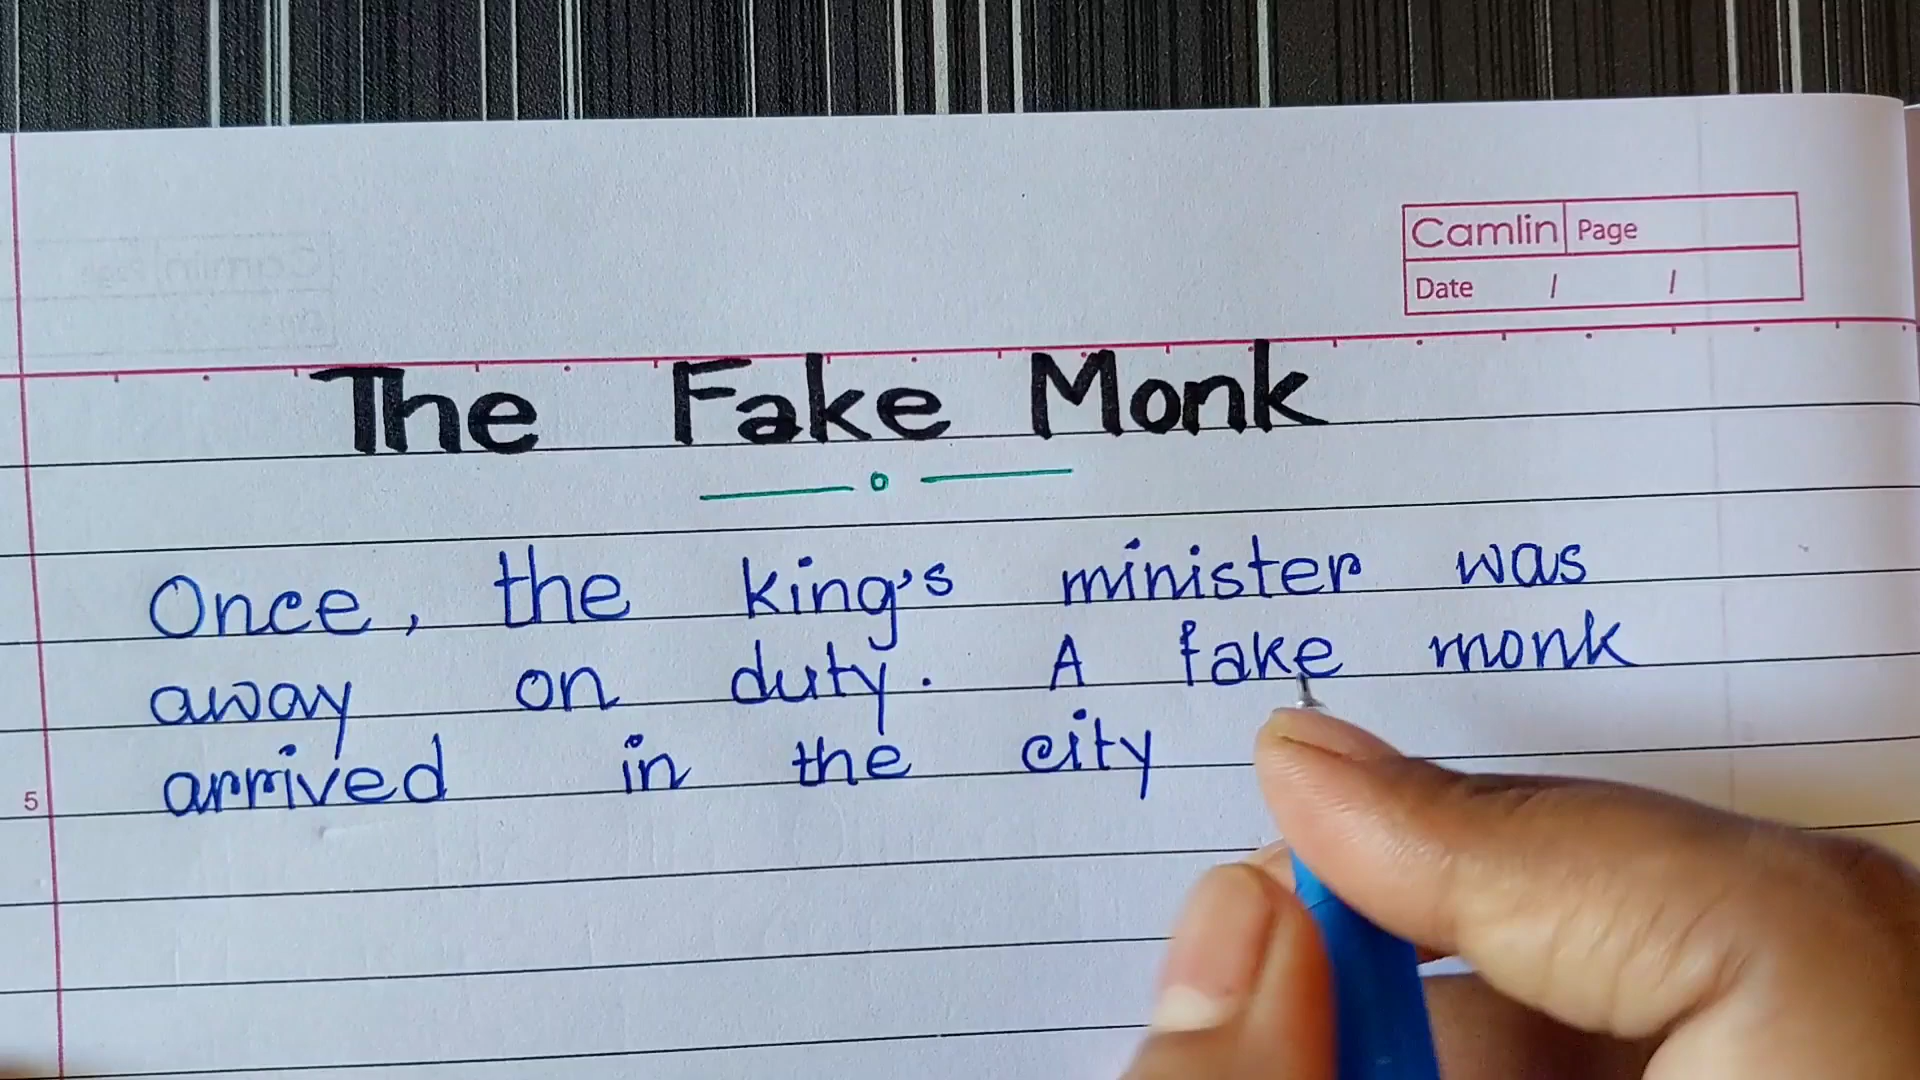 Camlin Page
Date / /
The Fake Monk
Once, the king's minister was
away on duty. A fake monk
arrived in the city
5